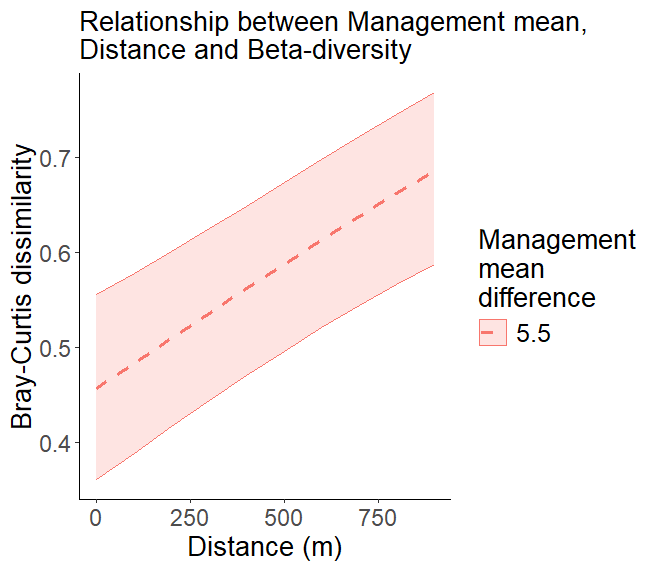 Relationship between Management mean,
Distance and Beta-diversity
Bray-Curtis dissimilarity
0.7
0.6
0.5
0.4
0 250 500 750
Distance (m)
Management
mean
difference
5.5